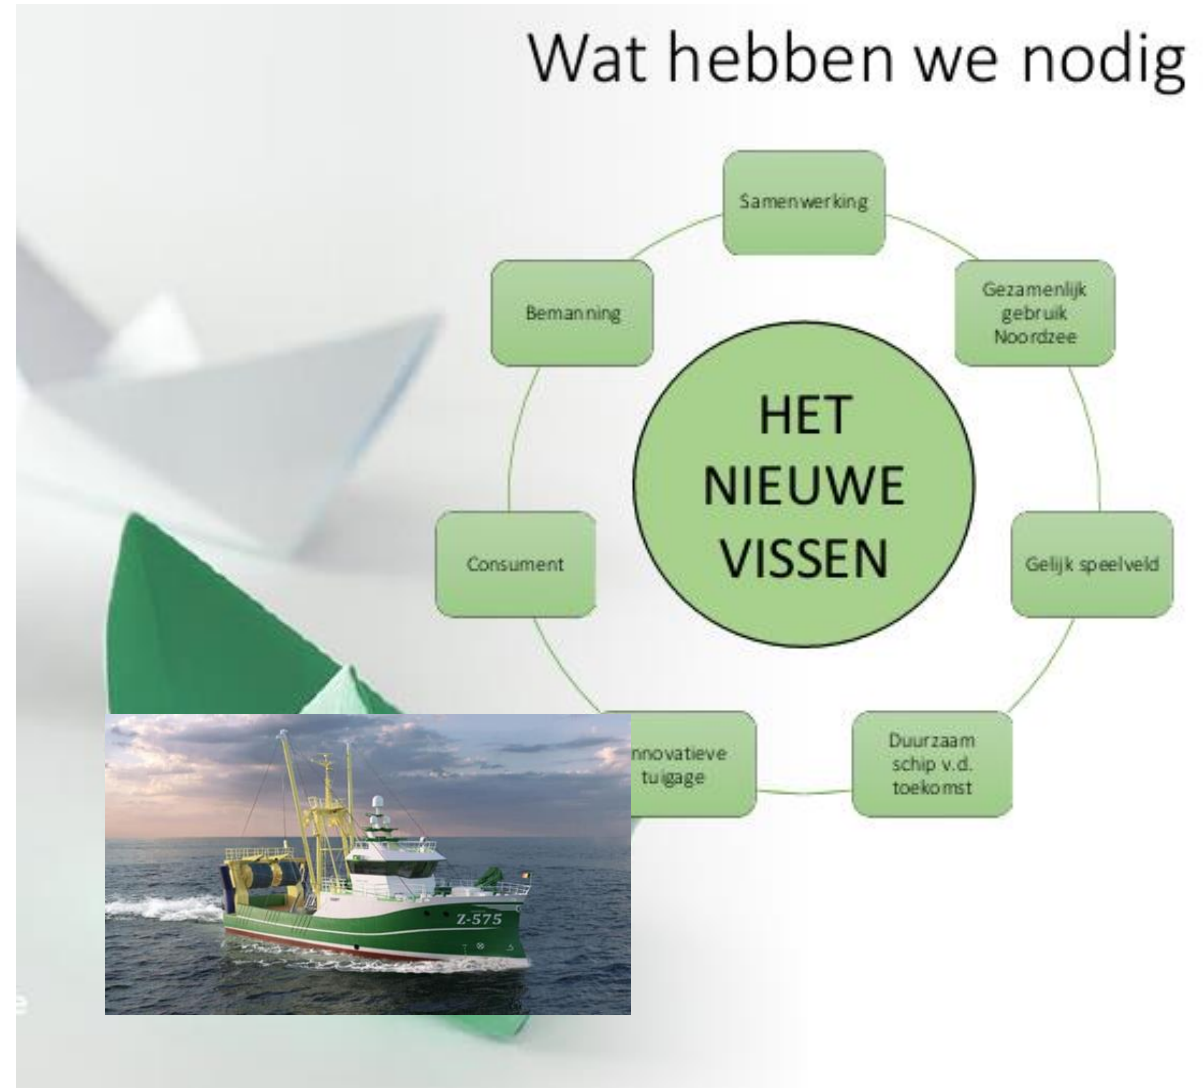 Wat hebben we nodig
Samenwerking
Gezamenlijk
gebruik
Noordzee
Gelijk speelveld
Duurzaam
schip v.d.
toekomst
nnovatieve
tuigage
Consument
Bemanning
HET
NIEUWE
VISSEN
Z-575
e